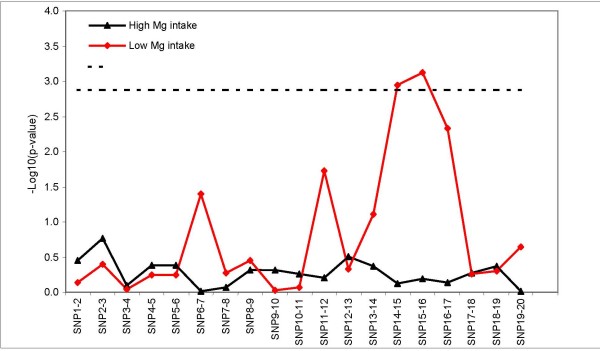 High Mg intake
Low Mg intake
-Log10(p-value)
4.0
3.5
3.0
2.5
2.0
1.5
1.0
0.5
0.0
SNP1-2
SNP2-3
SNP3-4
SNP4-5
SNP5-6
SNP6-7
SNP7-8
SNP8-9
SNP9-10
SNP10-11
SNP11-12
SNP12-13
SNP13-14
SNP14-15
SNP15-16
SNP16-17
SNP17-18
SNP18-19
SNP19-20